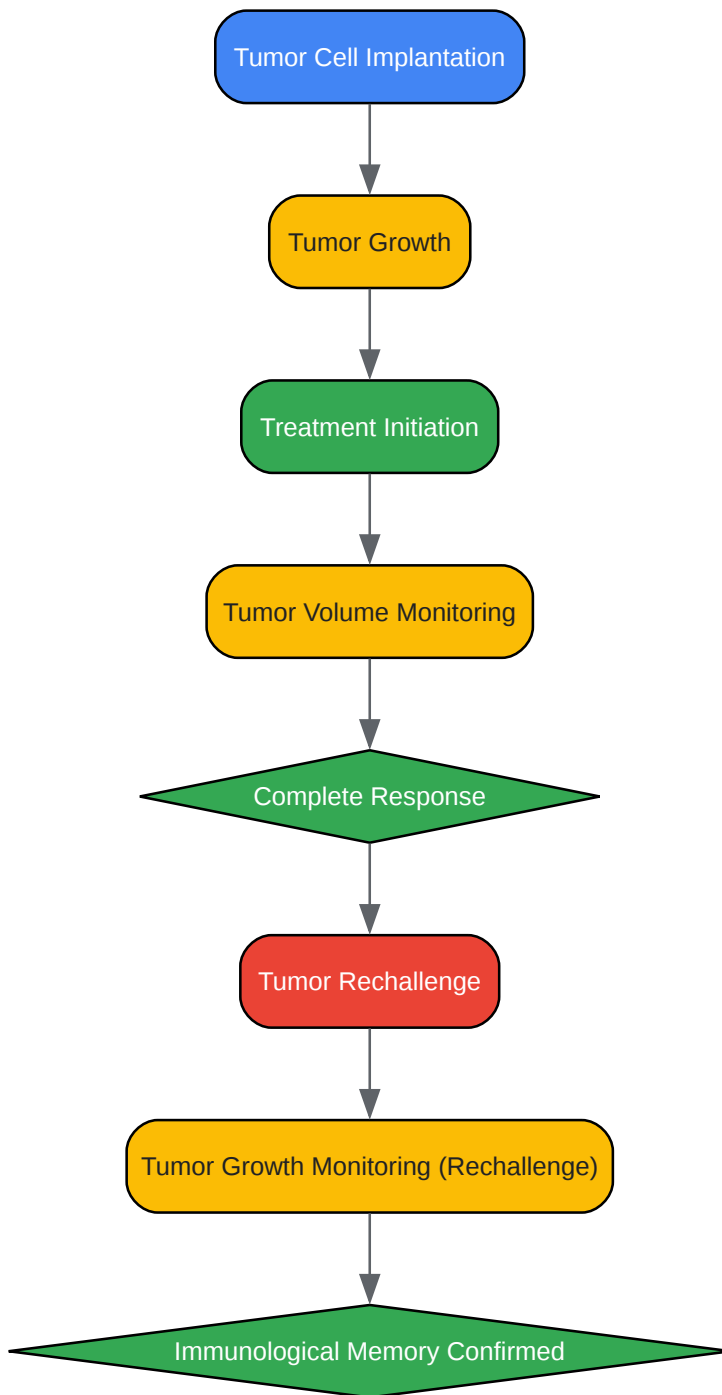 Tumor Cell Implantation
Tumor Growth
Treatment Initiation
Tumor Volume Monitoring
Complete Response
Tumor Rechallenge
Tumor Growth Monitoring (Rechallenge)
Immunological Memory Confirmed